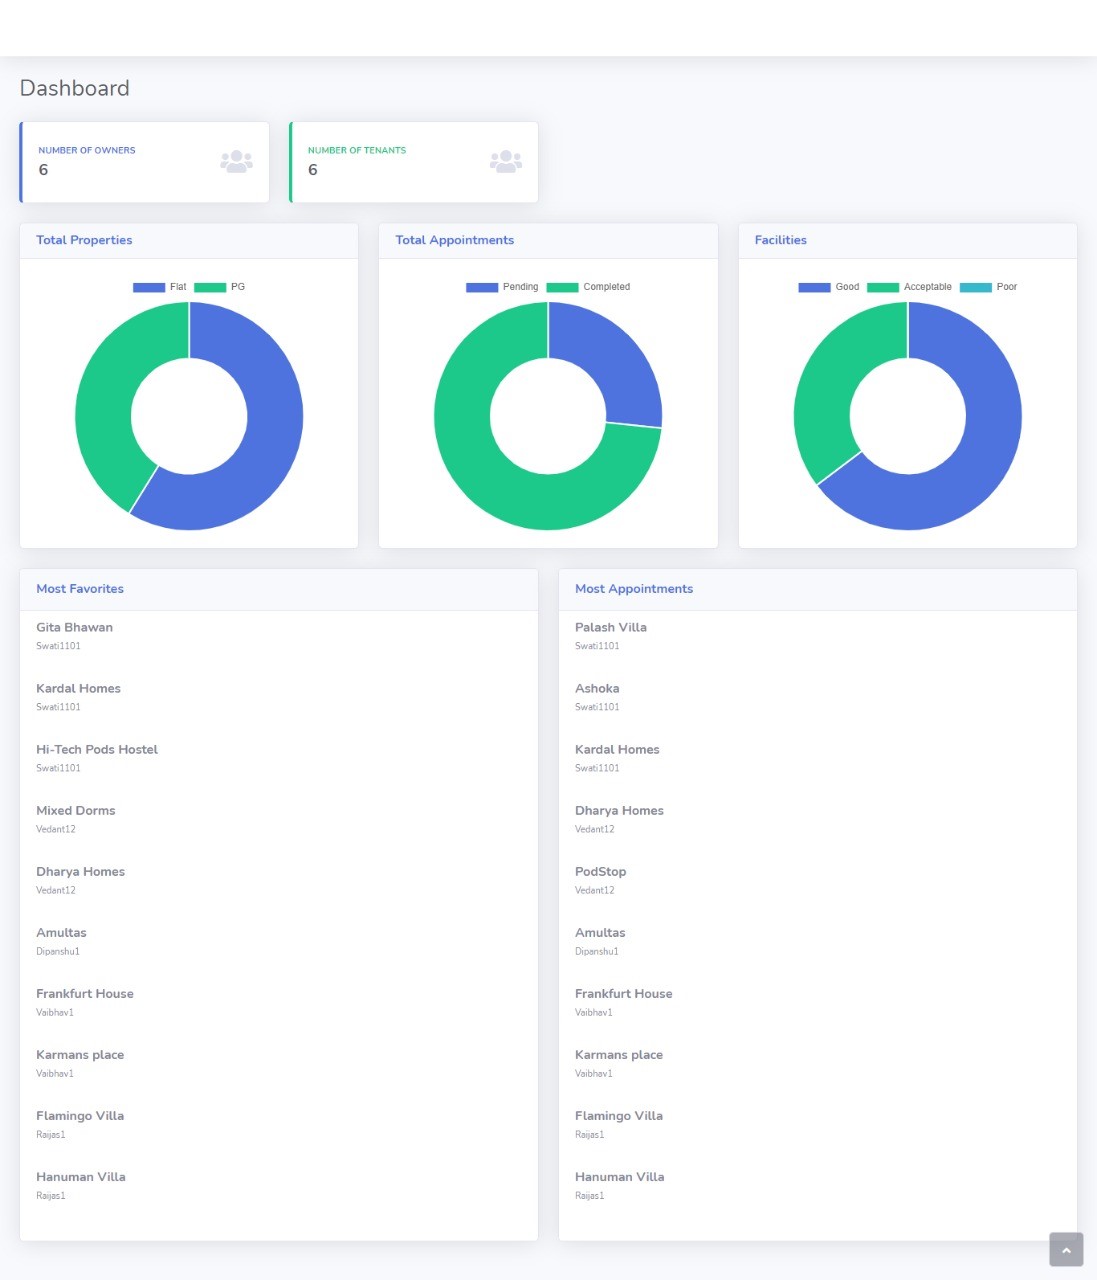 Dashboard
NUMBER OF OWNERS
6
NUMBER OF TENANTS
6
Total Properties
Flat PG
Total Appointments
Pending Completed
Facilities
Good Acceptable Poor
Most Favorites
Gita Bhawan
Swati1101
Kardal Homes
Swati1101
Hi-Tech Pods Hostel
Swati1101
Mixed Dorms
Vedant12
Dharya Homes
Vedant12
Amultas
Dipanshu1
Frankfurt House
Vaibhav1
Karmans place
Vaibhav1
Flamingo Villa
Raijas1
Hanuman Villa
Raijas1
Most Appointments
Palash Villa
Swati1101
Ashoka
Swati1101
Kardal Homes
Swati1101
Dharya Homes
Vedant12
PodStop
Vedant12
Amultas
Dipanshu1
Frankfurt House
Vaibhav1
Karmans place
Vaibhav1
Flamingo Villa
Raijas1
Hanuman Villa
Raijas1